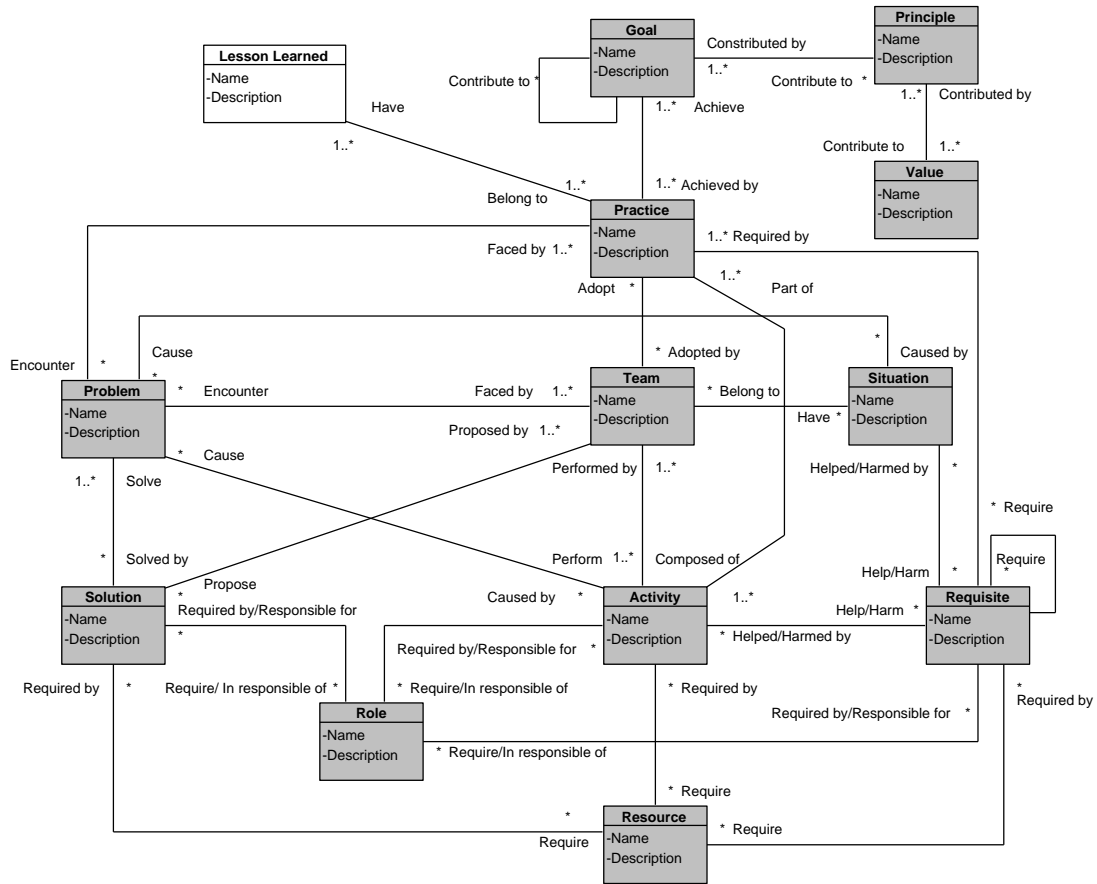 Principle
-Name
-Description
Goal
-Name
-Description
Constributed by
1..*
Contribute to *
Contribute to *
Lesson Learned
-Name
-Description
Have
1..*
1..* Achieve
1..* Contributed by
Contribute to 1..*
Value
-Name
-Description
1..* Achieved by
Belong to 1..*
Practice
-Name
-Description
Faced by 1..*
1..* Required by
1..* Part of
Adopt *
Encounter *
Cause
*
* Caused by
* Adopted by
Problem
-Name
-Description
* Encounter
Faced by 1..*
Team
-Name
-Description
* Belong to
Have *
Situation
-Name
-Description
Proposed by 1..*
* Cause
1..* Solve
Performed by 1..*
Helped/Harmed by *
* Require
* Solved by
Perform 1..*
Composed of
1..*
Require
*
Help/Harm *
Propose
*
Caused by *
Solution
-Name
-Description
Required by/Responsible for
*
Activity
-Name
-Description
Help/Harm *
* Helped/Harmed by
Requisite
-Name
-Description
Required by/Responsible for *
Required by *
Require/ In responsible of *
* Require/In responsible of
* Required by
Required by/Responsible for *
* Required by
Role
-Name
-Description
* Require/In responsible of
* Require
*
Require
Resource
-Name
-Description
* Require